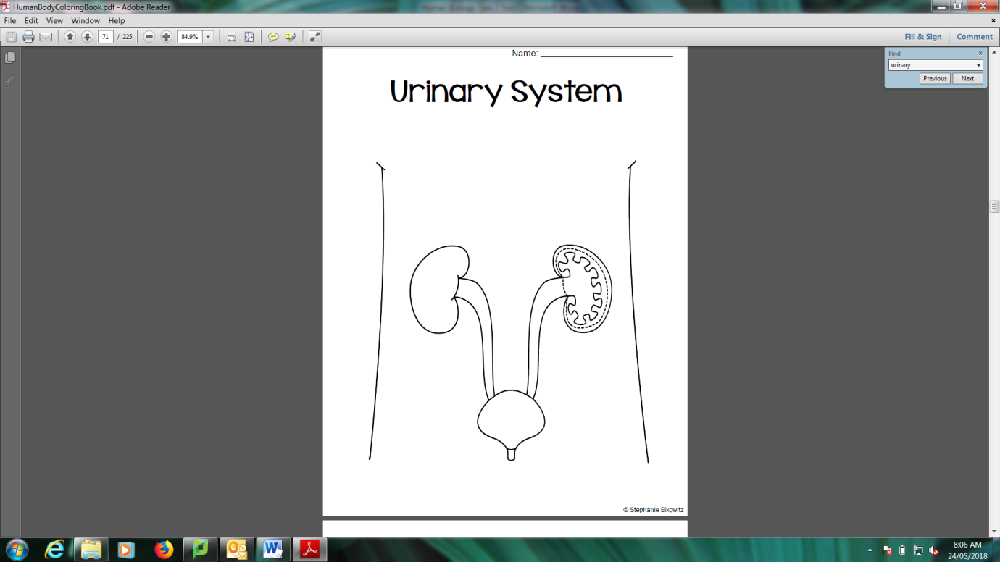 HumanBodyColoringBook.pdf - Adobe Reader
File Edit View Window Help
71 / 225 84.9% Fill & Sign Comment
Find
urinary
Previous Next
Name:
Urinary System
© Stephanie Elkowitz
8:06 AM
24/05/2018